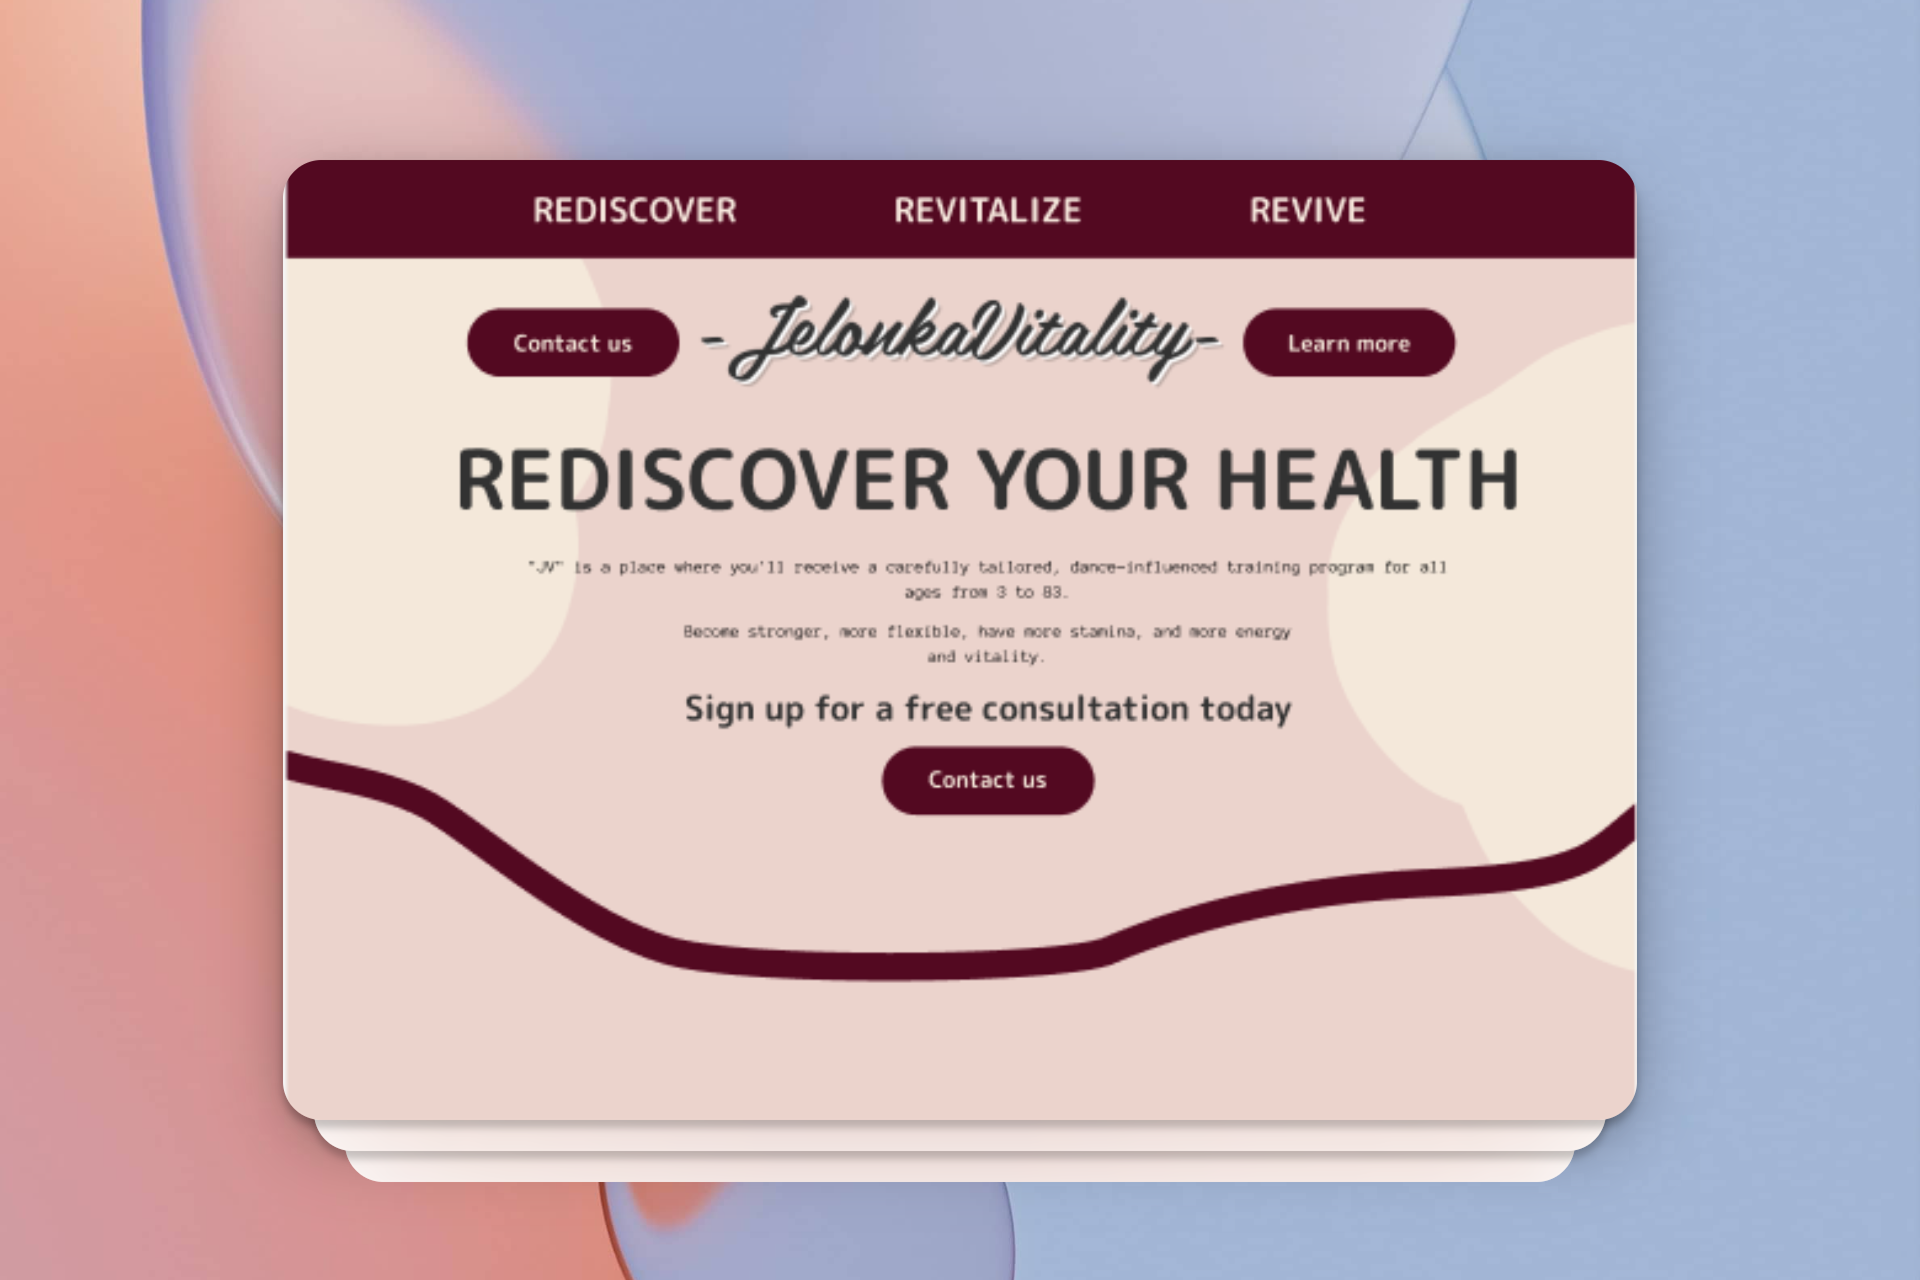 REDISCOVER REVITALIZE REVIVE
Contact us - JelonkaVitality- Learn more
REDISCOVER YOUR HEALTH
"JV" is a place where you'll receive a carefully tailored, dance-influenced training program for all
ages from 3 to 83.
Become stronger, more flexible, have more stamina, and more energy
and vitality.
Sign up for a free consultation today
Contact us